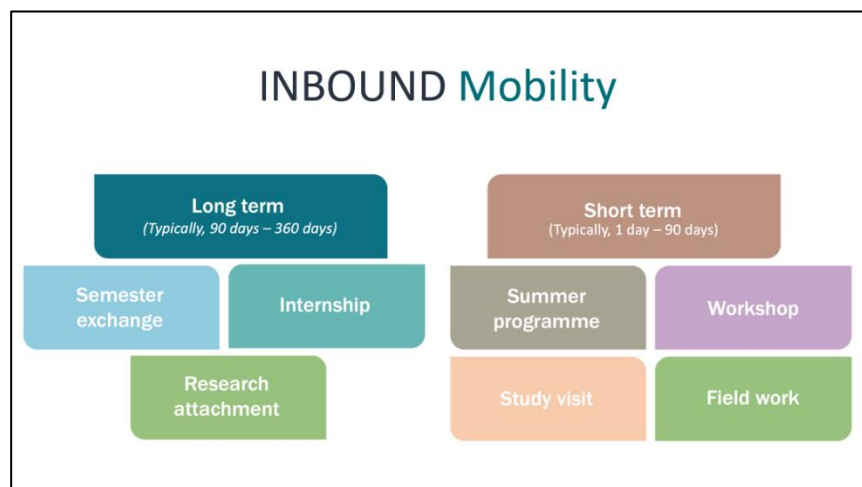 INBOUND Mobility
Long term
(Typically, 90 days – 360 days)
Semester
exchange
Internship
Research
attachment
Short term
(Typically, 1 day – 90 days)
Summer
programme
Workshop
Study visit
Field work